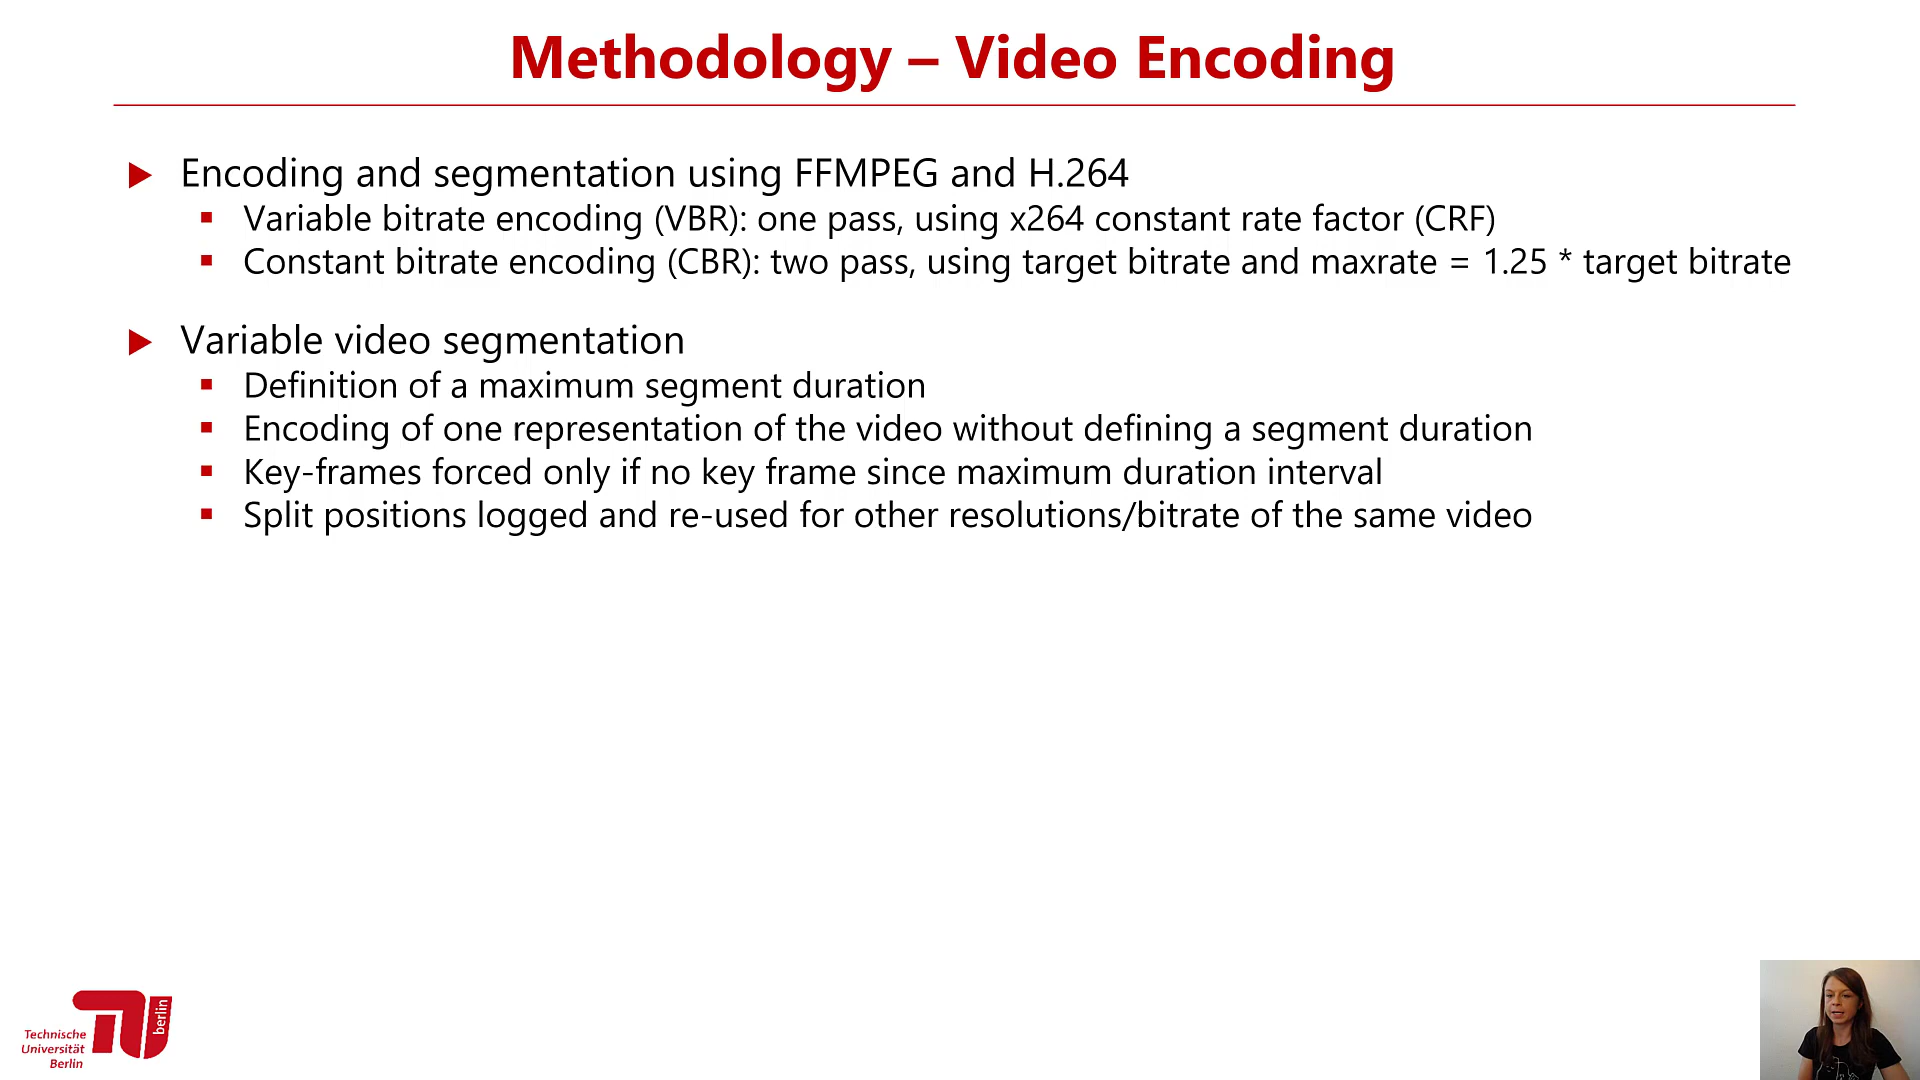 Methodology – Video Encoding
Encoding and segmentation using FFMPEG and H.264
Variable bitrate encoding (VBR): one pass, using x264 constant rate factor (CRF)
Constant bitrate encoding (CBR): two pass, using target bitrate and maxrate = 1.25 * target bitrate
Variable video segmentation
Definition of a maximum segment duration
Encoding of one representation of the video without defining a segment duration
Key-frames forced only if no key frame since maximum duration interval
Split positions logged and re-used for other resolutions/bitrate of the same video
Technische
Universität
Berlin
berlin